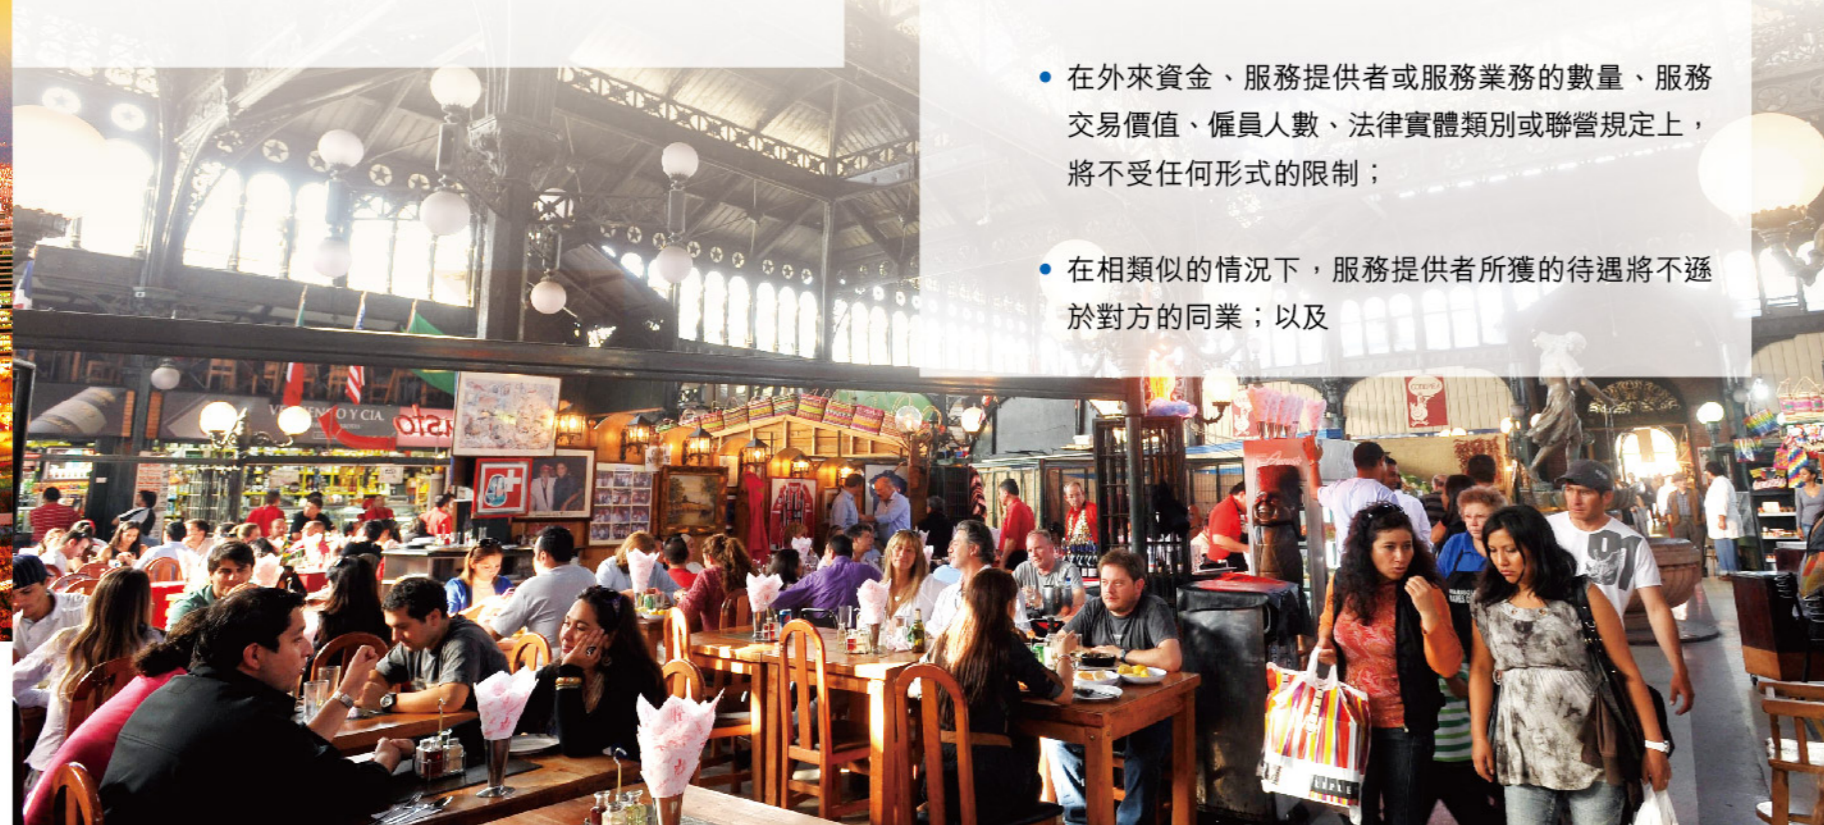 • 在外來資金、服務提供者或服務業務的數量、服務
交易價值、僱員人數、法律實體類別或聯營規定上，
將不受任何形式的限制；
• 在相類似的情況下，服務提供者所獲的待遇將不遜
於對方的同業；以及
O Y CIA.